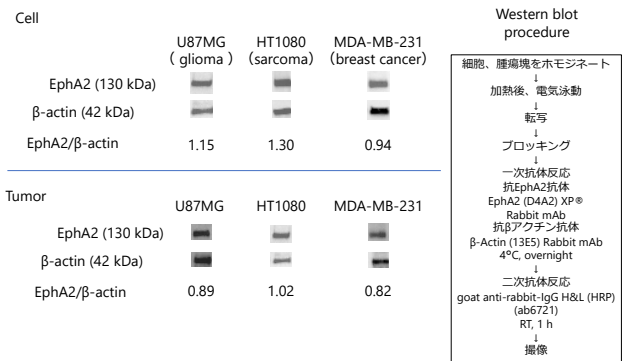 Cell
U87MG HT1080 MDA-MB-231
（ glioma ） （sarcoma） （breast cancer）
EphA2 (130 kDa)
β-actin (42 kDa)
EphA2/β-actin 1.15 1.30 0.94
Tumor
U87MG HT1080 MDA-MB-231
EphA2 (130 kDa)
β-actin (42 kDa)
EphA2/β-actin 0.89 1.02 0.82
Western blot
procedure
細胞、腫瘍塊をホモジネート
↓
加熱後、電気泳動
↓
転写
↓
ブロッキング
↓
一次抗体反応
抗EphA2抗体
EphA2 (D4A2) XP®
Rabbit mAb
抗βアクチン抗体
β-Actin (13E5) Rabbit mAb
4℃, overnight
↓
二次抗体反応
goat anti-rabbit-IgG H&L (HRP)
(ab6721)
RT, 1 h
↓
撮像